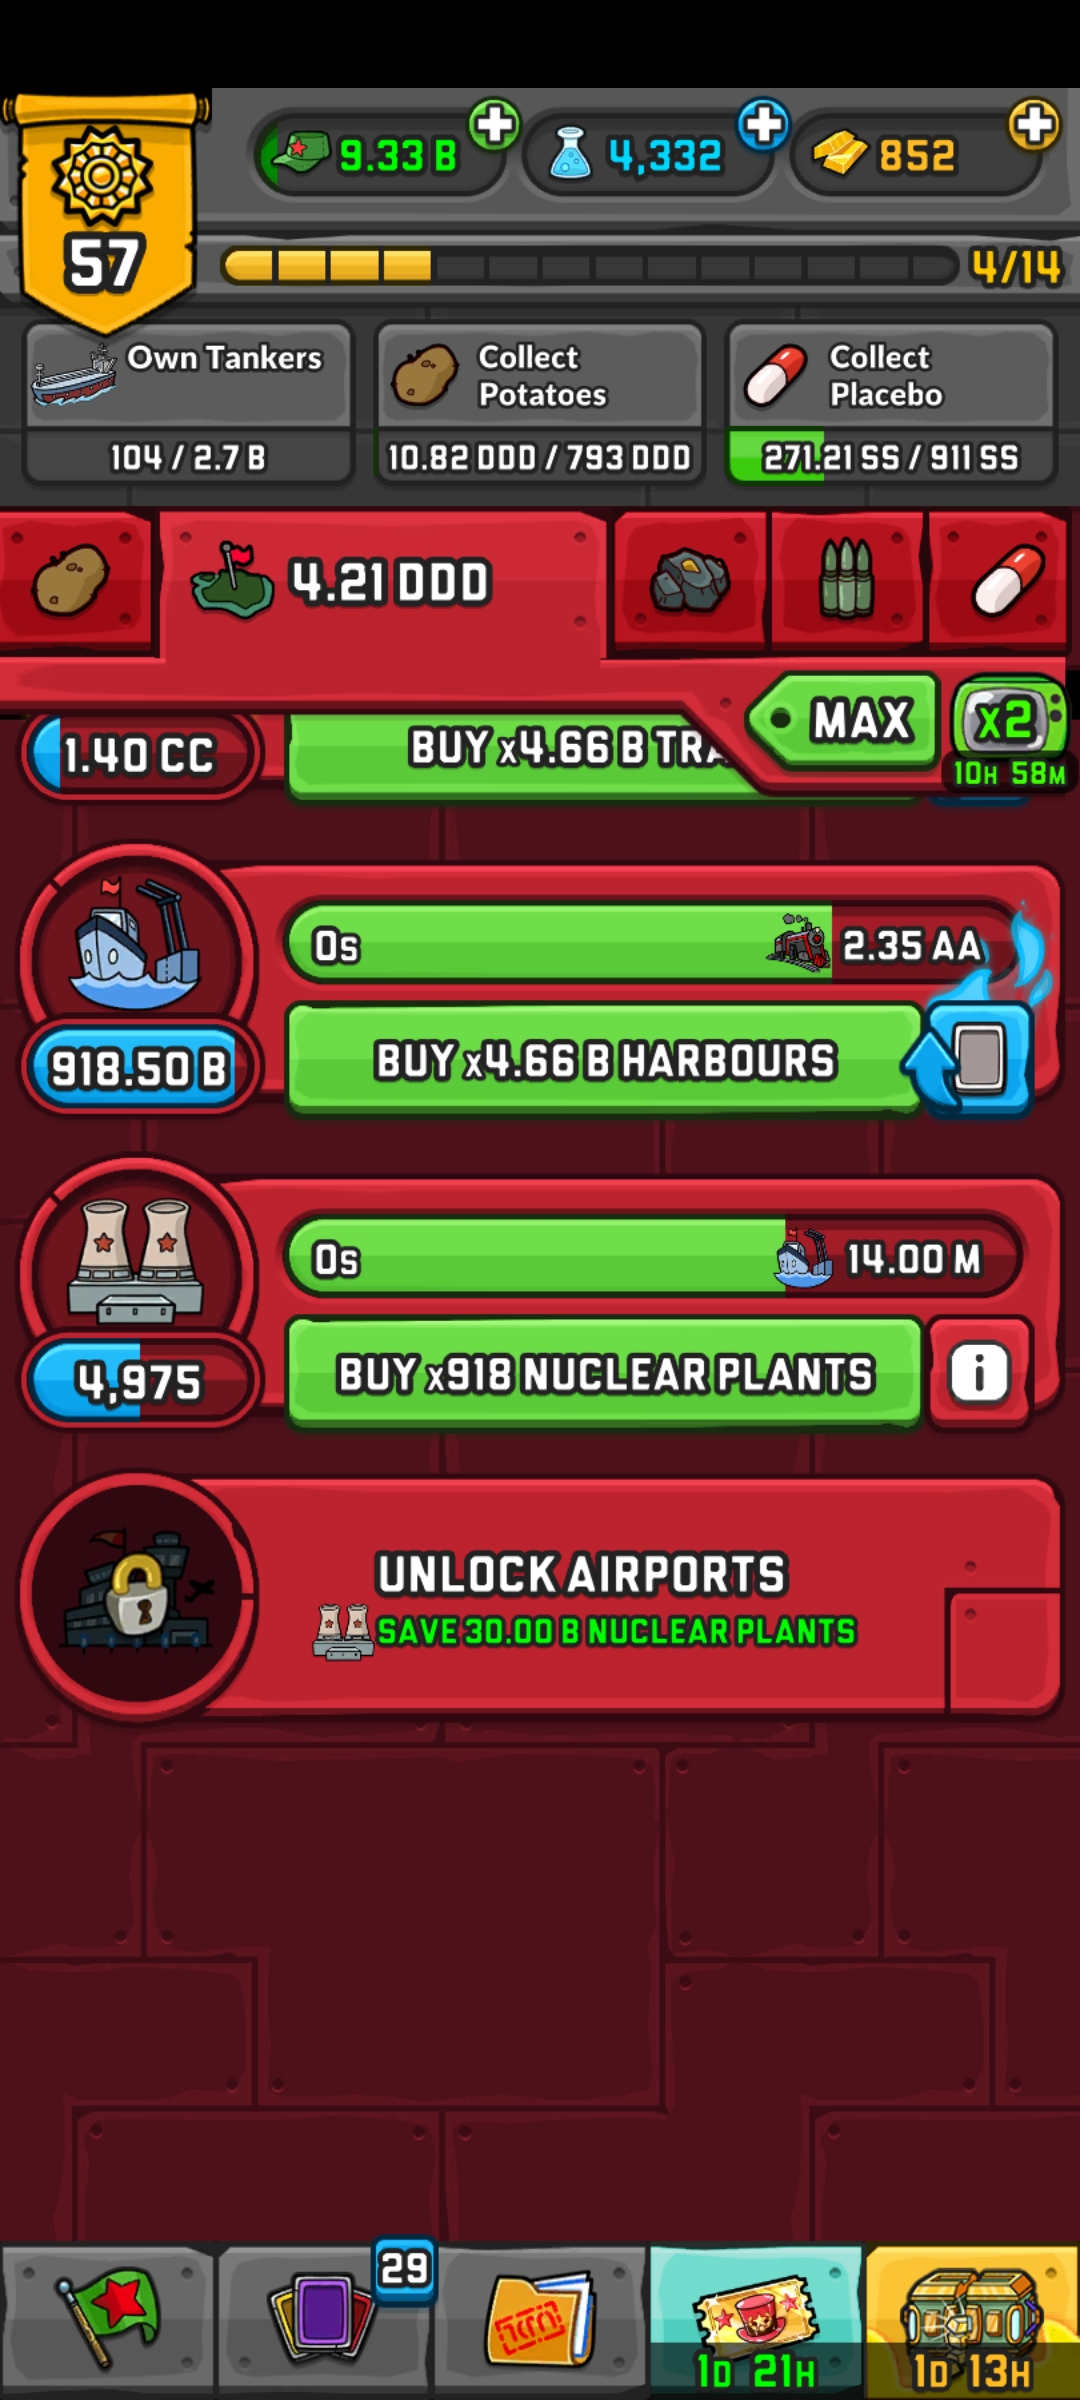 57
9.33 B
4,332
852
4/14
Own Tankers
104 / 2.7 B
Collect
Potatoes
10.82 DDD / 793 DDD
Collect
Placebo
271.21 SS / 911 SS
4.21 DDD
MAX
x2
10H 58M
1.40 CC
BUY x4.66 B TRA
0s
2.35 AA
918.50 B
BUY x4.66 B HARBOURS
0s
14.00 M
4,975
BUY x918 NUCLEAR PLANTS
i
UNLOCK AIRPORTS
SAVE 30.00 B NUCLEAR PLANTS
29
1D 21H
1D 13H